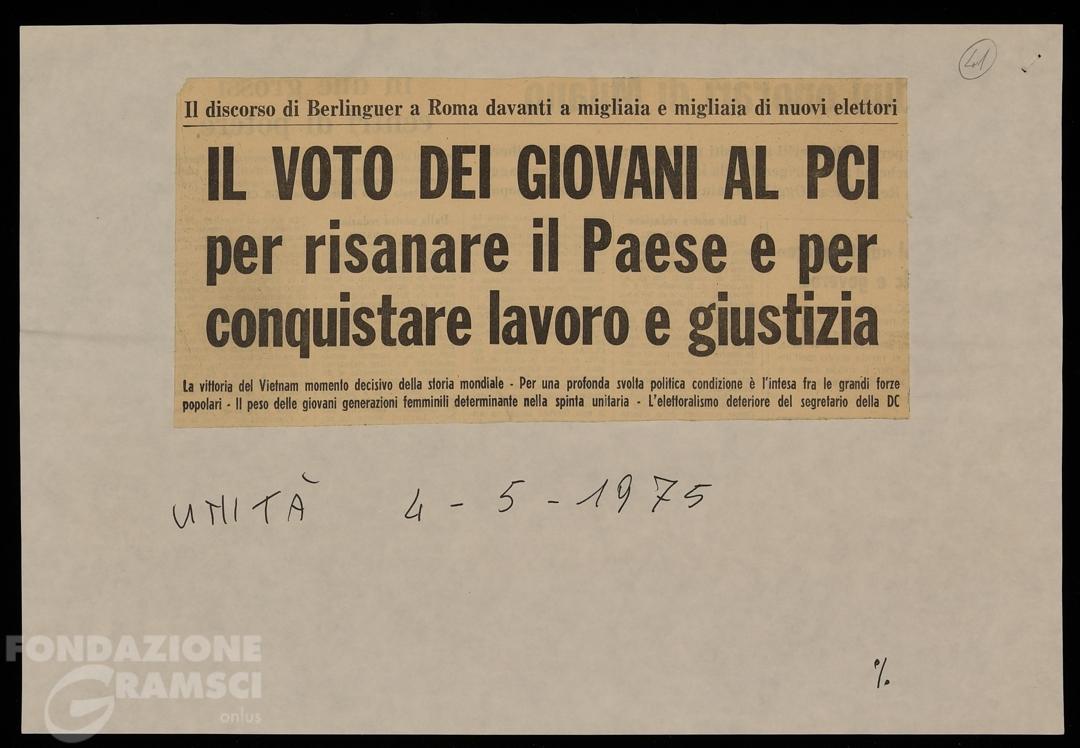 41
Il discorso di Berlinguer a Roma davanti a migliaia e migliaia di nuovi elettori
IL VOTO DEI GIOVANI AL PCI
per risanare il Paese e per
conquistare lavoro e giustizia
La vittoria del Vietnam momento decisivo della storia mondiale - Per una profonda svolta politica condizione è l'intesa fra le grandi forze
popolari - Il peso delle giovani generazioni femminili determinante nella spinta unitaria - L'elettoralismo deteriore del segretario della DC
UNITÀ 4 - 5 - 1975
%.
FONDAZIONE
GRAMSCI
onlus